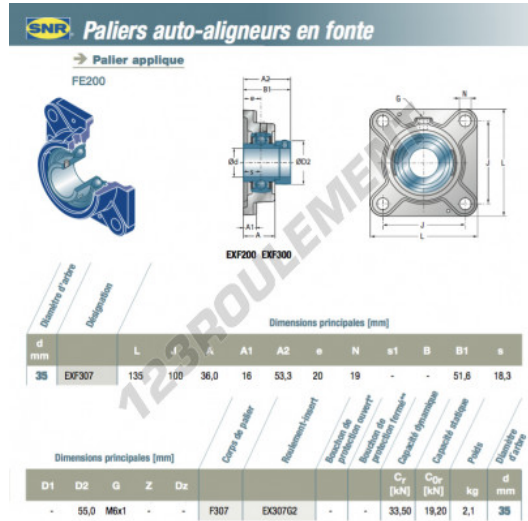 SNR Paliers auto-aligneurs en fonte
Palier applique
FE200
A2
B1
e
N
G
Ød
s
ØD2
J
L
A1
A
J
L
EXF200 EXF300
123ROULEMENT
Diamètre d'arbre
Désignation
Dimensions principales [mm]
d mm L J A A1 A2 e N s1 B B1 s
35 EXF307 135 100 36,0 16 53,3 20 19 - - 51,6 18,3
Dimensions principales [mm]
Corps de palier
Roulement-insert
Bouchon de protection ouvert*
Bouchon de protection fermé**
Capacité dynamique
Capacité statique
Poids
Diamètre d'arbre
D1 D2 G Z Dz Cr [kN] C0r [kN] kg d mm
- 55,0 M6x1 - - F307 EX307G2 - - 33,50 19,20 2,1 35